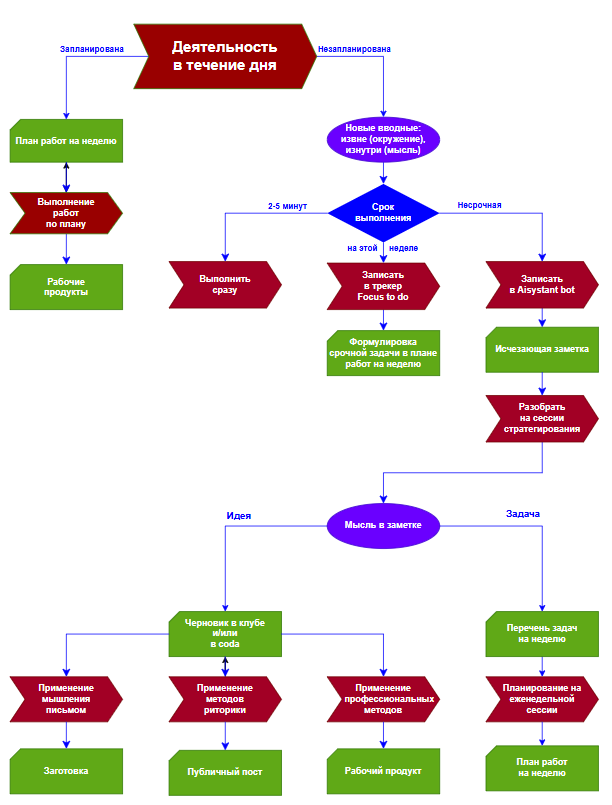 Запланирована
Деятельность
в течение дня
Незапланирована
План работ на неделю
Новые вводные:
извне (окружение),
изнутри (мысль)
Выполнение
работ
по плану
2-5 минут
Срок
выполнения
Несрочная
на этой неделе
Рабочие
продукты
Выполнить
сразу
Записать
в трекер
Focus to do
Записать
в Aisystant bot
Формулировка
срочной задачи в плане
работ на неделю
Исчезающая заметка
Разобрать
на сессии
стратегирования
Идея
Мысль в заметке
Задача
Черновик в клубе
и/или
в coda
Перечень задач
на неделю
Применение
мышления
письмом
Применение
методов
риторики
Применение
профессиональных
методов
Планирование на
еженедельной
сессии
Заготовка
Публичный пост
Рабочий продукт
План работ
на неделю